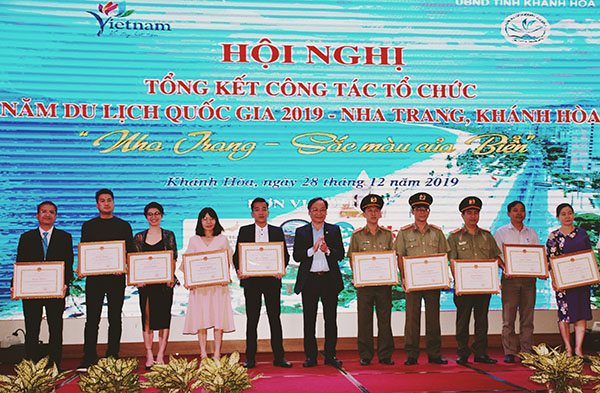 Vietnam
UBND TỈNH KHÁNH HÒA
HỘI NGHỊ
TỔNG KẾT CÔNG TÁC TỔ CHỨC
NĂM DU LỊCH QUỐC GIA 2019 - NHA TRANG, KHÁNH HÒA
"Nha Trang - Sắc màu của Biển"
Khánh Hòa, ngày 28 tháng 12 năm 2019